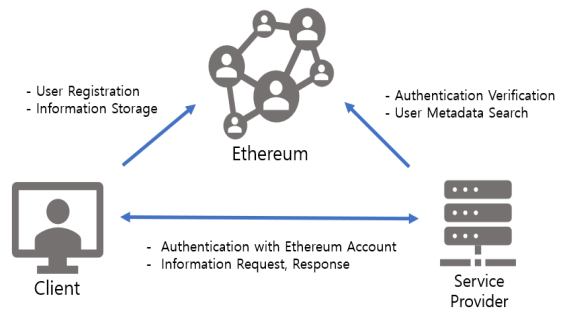 - User Registration
- Information Storage
- Authentication Verification
- User Metadata Search
Ethereum
- Authentication with Ethereum Account
- Information Request, Response
Client
Service
Provider